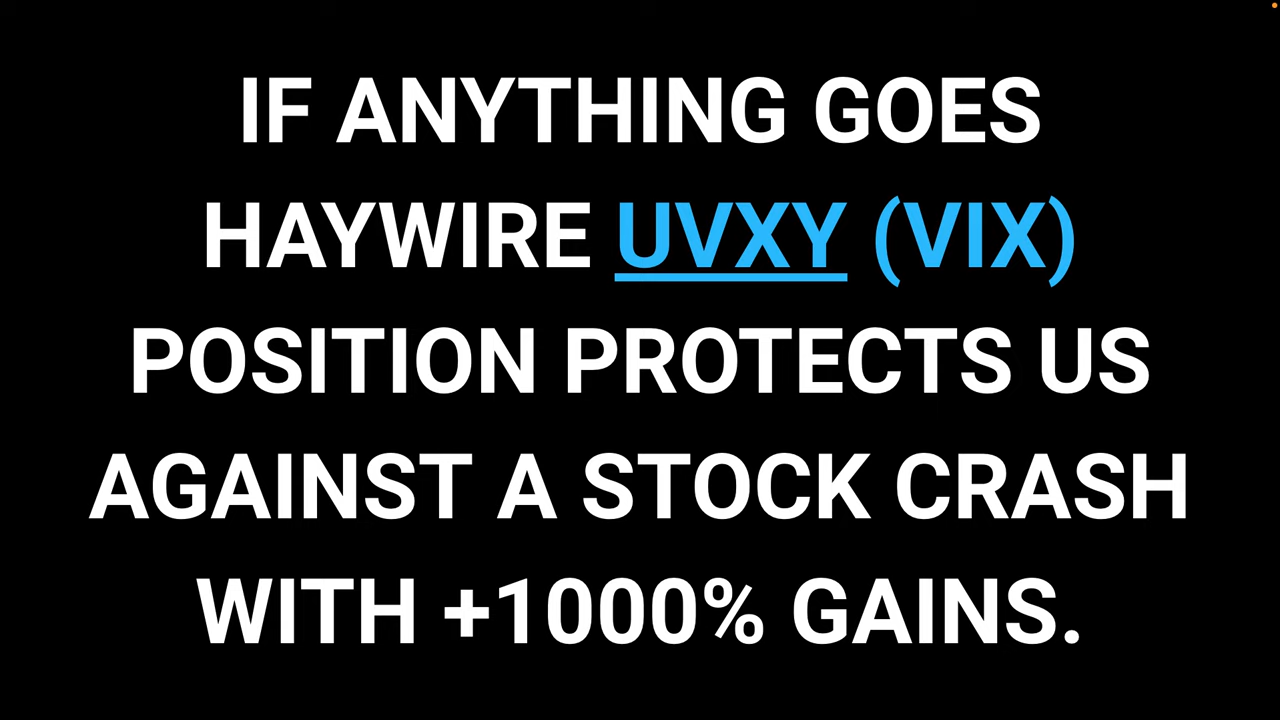 IF ANYTHING GOES
HAYWIRE UVXY (VIX)
POSITION PROTECTS US
AGAINST A STOCK CRASH
WITH +1000% GAINS.